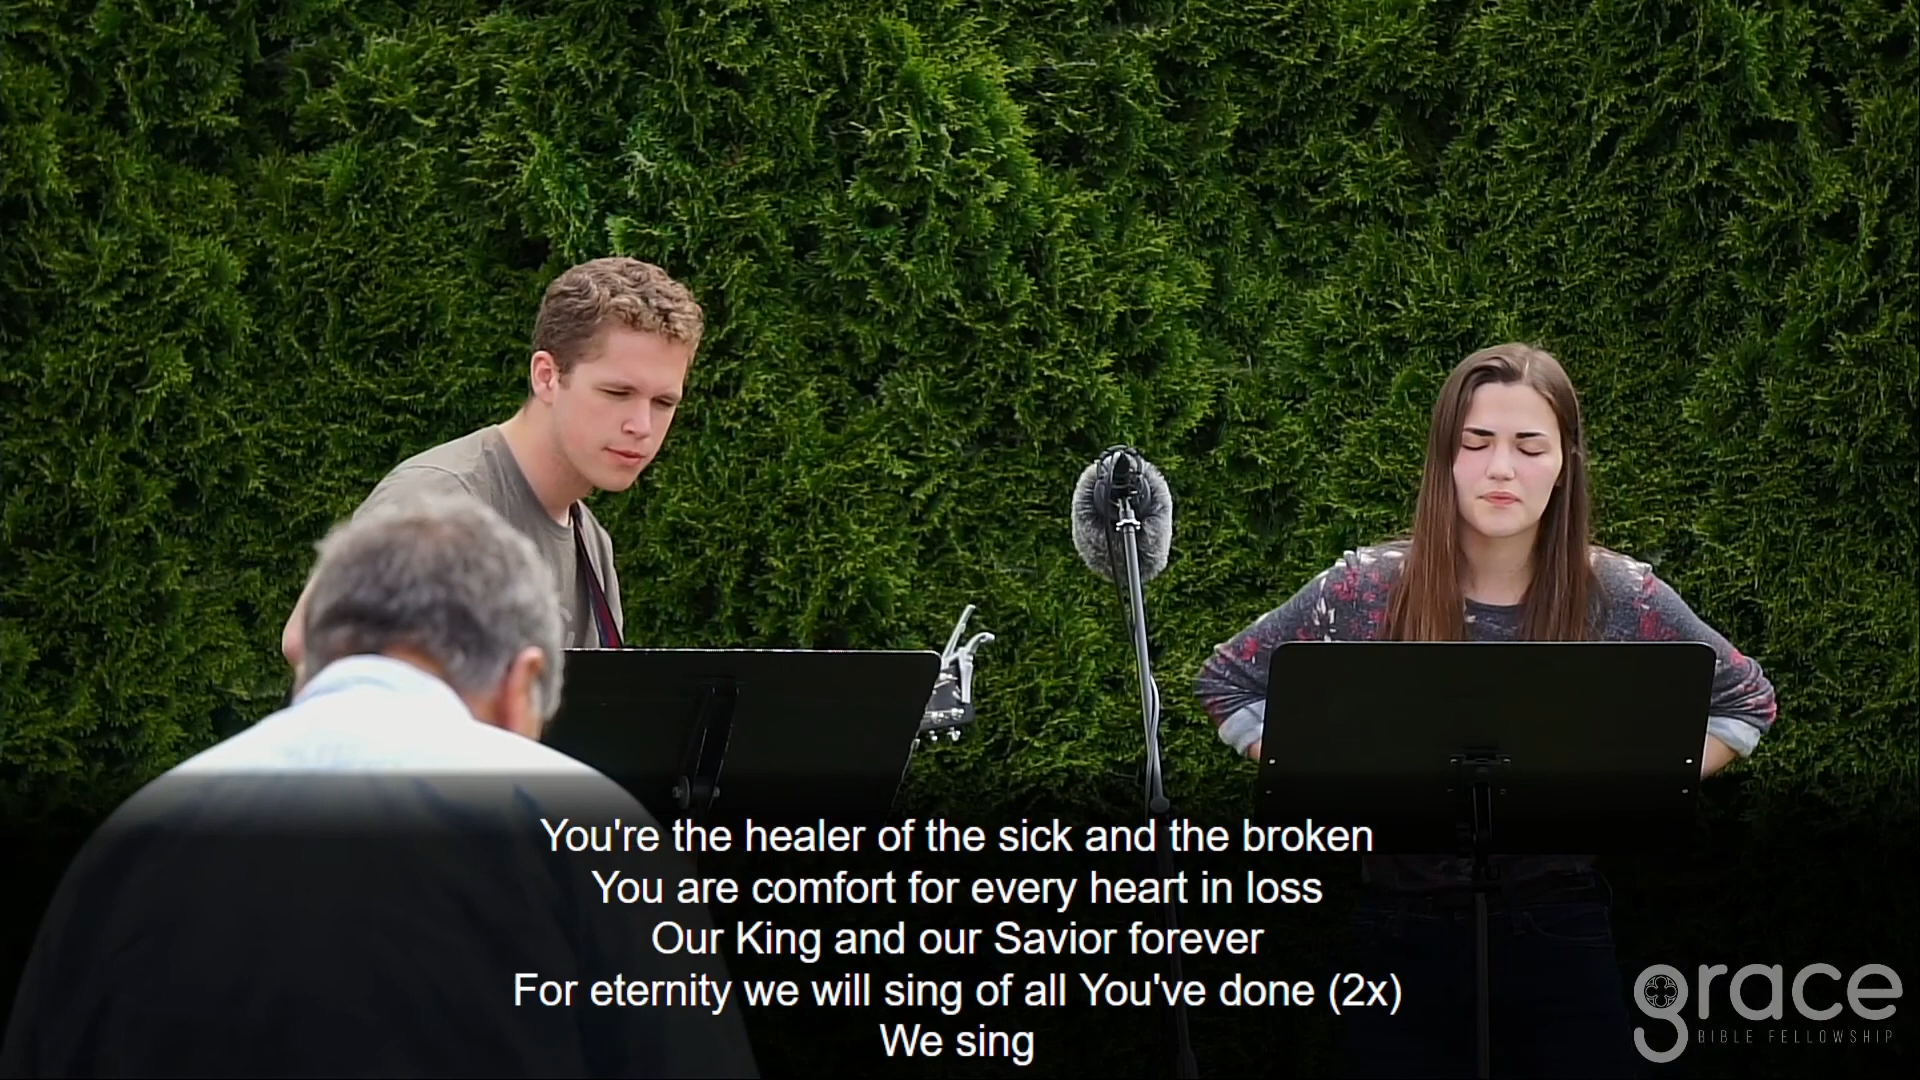 You're the healer of the sick and the broken
You are comfort for every heart in loss
Our King and our Savior forever
For eternity we will sing of all You've done (2x)
We sing
grace
BIBLE FELLOWSHIP